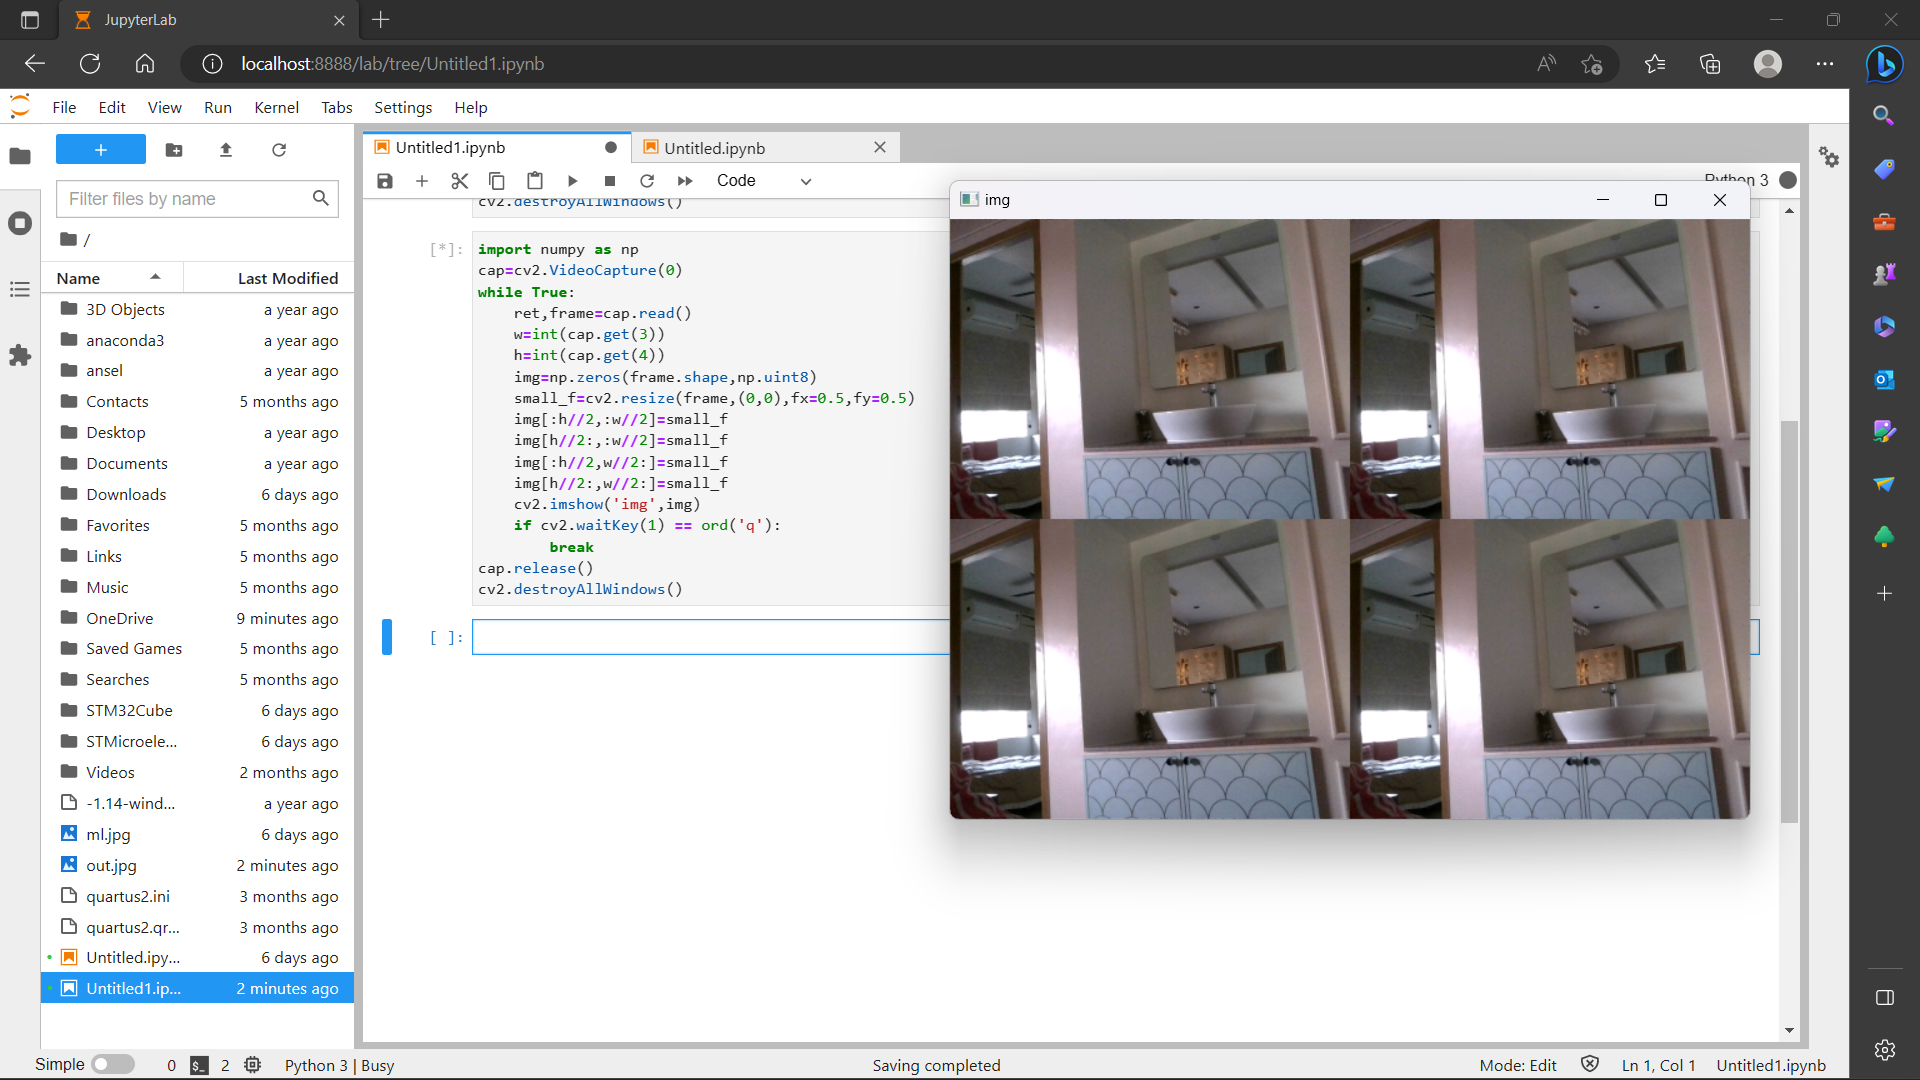 JupyterLab
localhost:8888/lab/tree/Untitled1.ipynb
File Edit View Run Kernel Tabs Settings Help
Untitled1.ipynb
Untitled.ipynb
Code
Python 3
Filter files by name
/
Name Last Modified
3D Objects a year ago
anaconda3 a year ago
ansel a year ago
Contacts 5 months ago
Desktop a year ago
Documents a year ago
Downloads 6 days ago
Favorites 5 months ago
Links 5 months ago
Music 5 months ago
OneDrive 9 minutes ago
Saved Games 5 months ago
Searches 5 months ago
STM32Cube 6 days ago
STMicroele... 6 days ago
Videos 2 months ago
-1.14-wind... a year ago
ml.jpg 6 days ago
out.jpg 2 minutes ago
quartus2.ini 3 months ago
quartus2.qr... 3 months ago
Untitled.ipy... 6 days ago
Untitled1.ip... 2 minutes ago
cv2.destroyAllWindows()
[*]:
import numpy as np
cap=cv2.VideoCapture(0)
while True:
    ret,frame=cap.read()
    w=int(cap.get(3))
    h=int(cap.get(4))
    img=np.zeros(frame.shape,np.uint8)
    small_f=cv2.resize(frame,(0,0),fx=0.5,fy=0.5)
    img[:h//2,:w//2]=small_f
    img[h//2:,:w//2]=small_f
    img[:h//2,w//2:]=small_f
    img[h//2:,w//2:]=small_f
    cv2.imshow('img',img)
    if cv2.waitKey(1) == ord('q'):
        break
cap.release()
cv2.destroyAllWindows()
[ ]:
img
Simple 0 $_ 2 Python 3 | Busy
Saving completed
Mode: Edit Ln 1, Col 1 Untitled1.ipynb